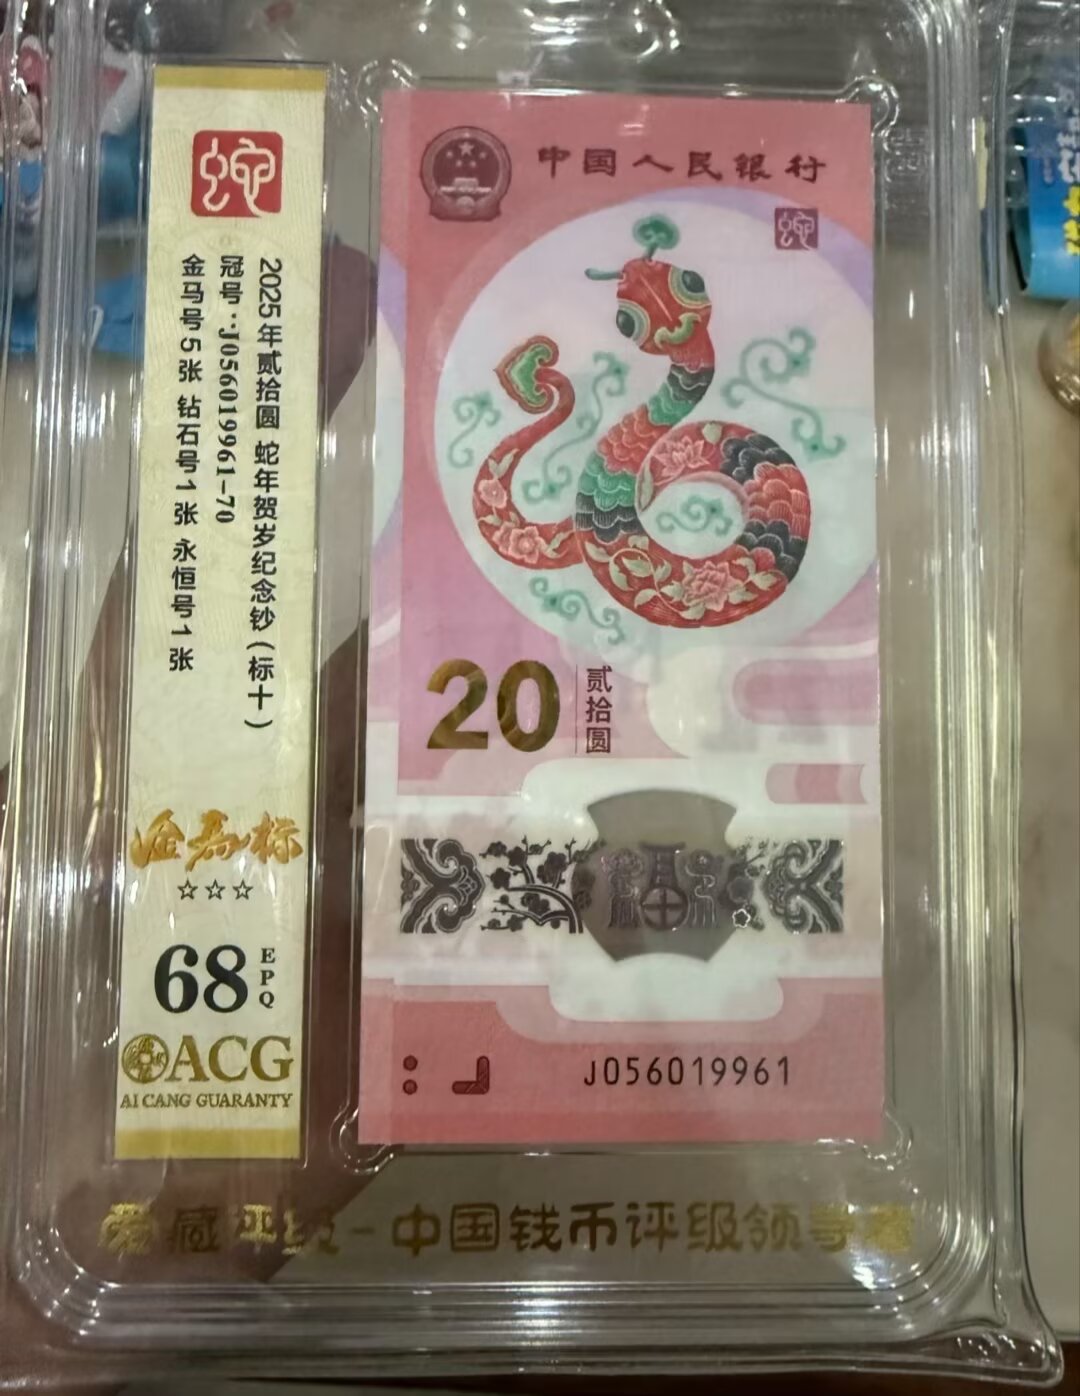 蛇
2025年贰拾圆 蛇年贺岁纪念钞(标十)
冠号:J056019961-70
金马号5张 钻石号1张 永恒号1张
金马标
☆☆☆
68 EPQ
ACG
AI CANG GUARANTY
中国人民银行
蛇
20 贰拾圆
J056019961
爱藏评级-中国钱币评级领导者